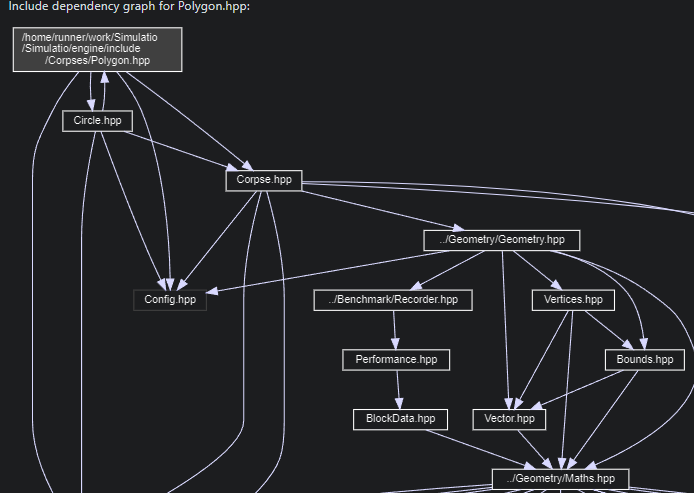 Include dependency graph for Polygon.hpp:
/home/runner/work/Simulatio
/Simulatio/engine/include
/Corpses/Polygon.hpp
Circle.hpp
Corpse.hpp
../Geometry/Geometry.hpp
Config.hpp
../Benchmark/Recorder.hpp
Vertices.hpp
Performance.hpp
Bounds.hpp
BlockData.hpp
Vector.hpp
../Geometry/Maths.hpp